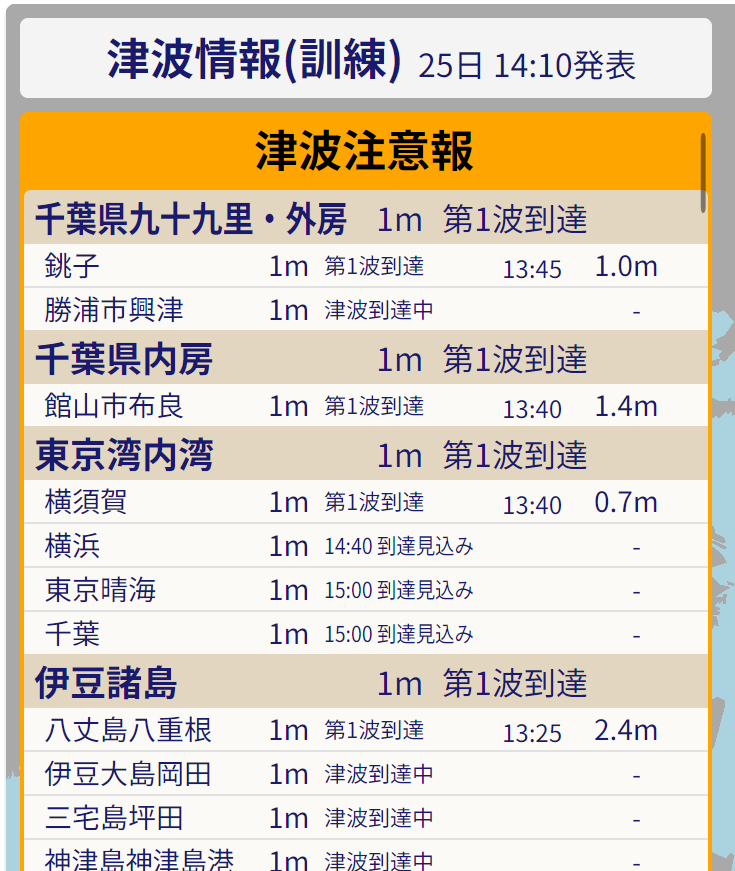 津波情報(訓練) 25日 14:10発表
津波注意報
千葉県九十九里・外房 1m 第1波到達
銚子 1m 第1波到達 13:45 1.0m
勝浦市興津 1m 津波到達中 -
千葉県内房 1m 第1波到達
館山市布良 1m 第1波到達 13:40 1.4m
東京湾内湾 1m 第1波到達
横須賀 1m 第1波到達 13:40 0.7m
横浜 1m 14:40 到達見込み -
東京晴海 1m 15:00 到達見込み -
千葉 1m 15:00 到達見込み -
伊豆諸島 1m 第1波到達
八丈島八重根 1m 第1波到達 13:25 2.4m
伊豆大島岡田 1m 津波到達中 -
三宅島坪田 1m 津波到達中 -
神津島神津島港 1m 津波到達中 -